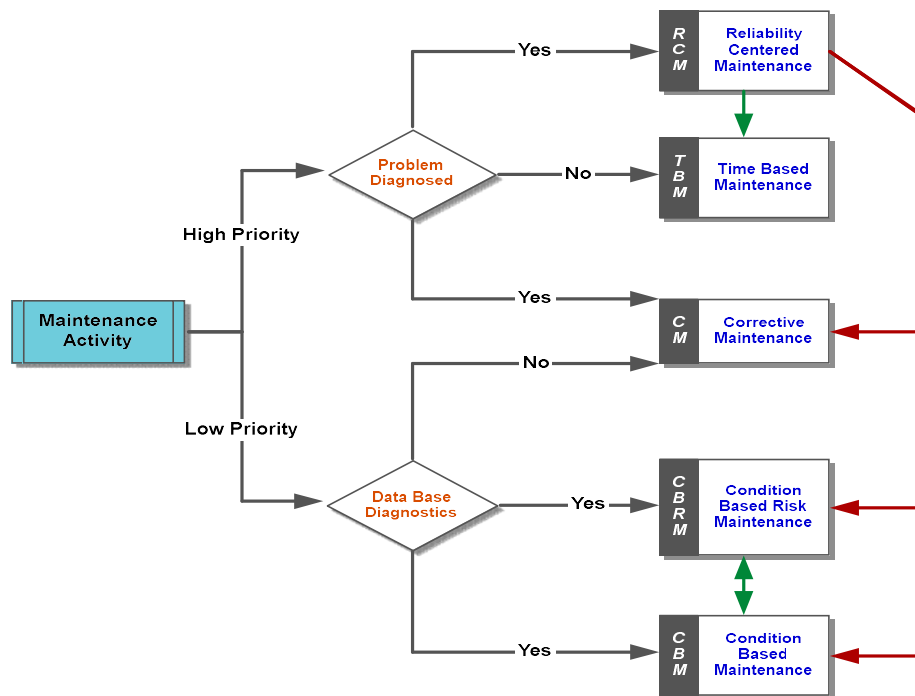 Yes
R
C
M
Reliability
Centered
Maintenance
Problem
Diagnosed
No
T
B
M
Time Based
Maintenance
High Priority
Yes
C
M
Corrective
Maintenance
Maintenance
Activity
No
Low Priority
Data Base
Diagnostics
Yes
C
B
R
M
Condition
Based Risk
Maintenance
Yes
C
B
M
Condition
Based
Maintenance